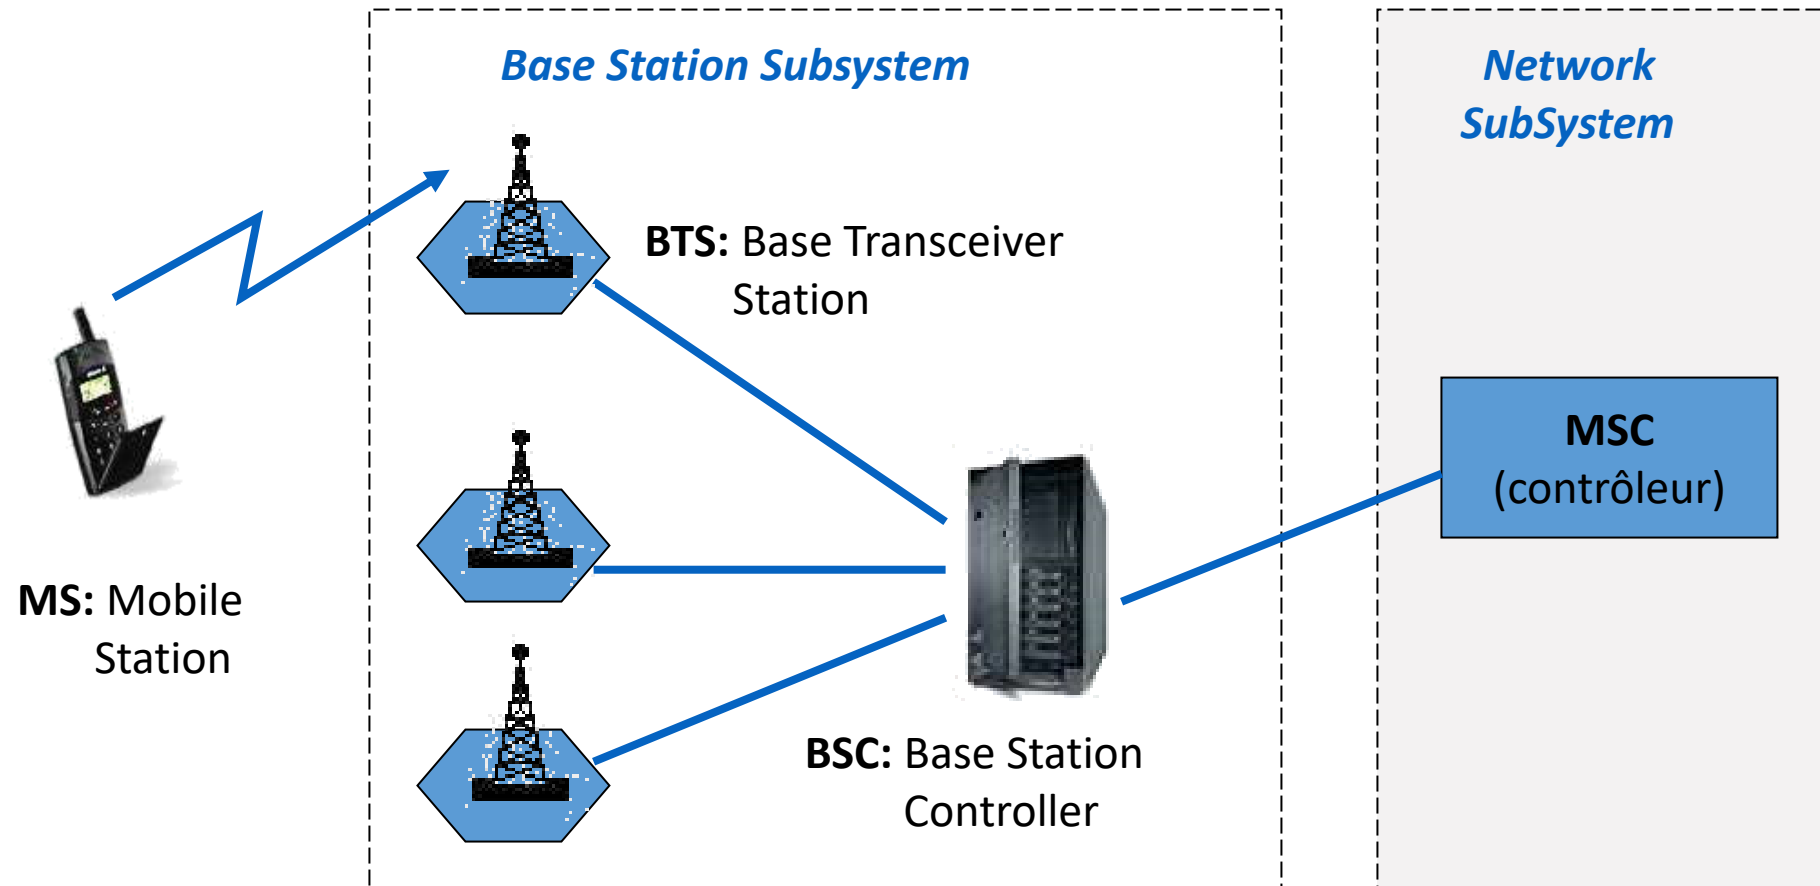 Base Station Subsystem
Network
SubSystem
BTS: Base Transceiver
Station
MSC
(contrôleur)
MS: Mobile
Station
BSC: Base Station
Controller